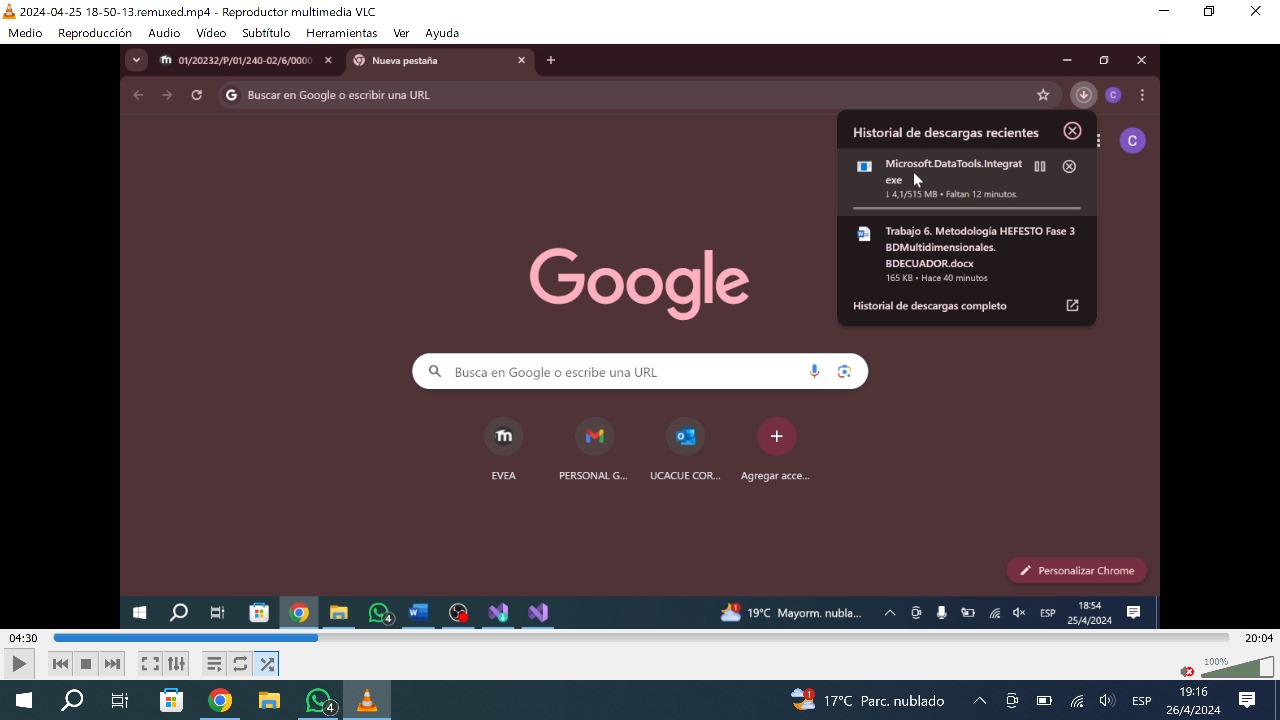 2024-04-25 18-50-13.remuxed.mp4 - Reproductor multimedia VLC
Medio Reproducción Audio Vídeo Subtítulo Herramientas Ver Ayuda
01/20232/P/01/240-02/6/0000
Nueva pestaña
Buscar en Google o escribir una URL
C
Historial de descargas recientes
C
Microsoft.DataTools.Integrat
exe
↓ 4,1/515 MB • Faltan 12 minutos.
Trabajo 6. Metodología HEFESTO Fase 3
BDMultidimensionales.
BDECUADOR.docx
165 KB • Hace 40 minutos
Historial de descargas completo
Google
Busca en Google o escribe una URL
EVEA
PERSONAL G...
UCACUE COR...
Agregar acce...
Personalizar Chrome
4
1
19°C Mayorm. nubla...
ESP
18:54
25/4/2024
04:30
20:04
100%
4
1
17°C Parc. nublado
ESP
19:16
26/4/2024